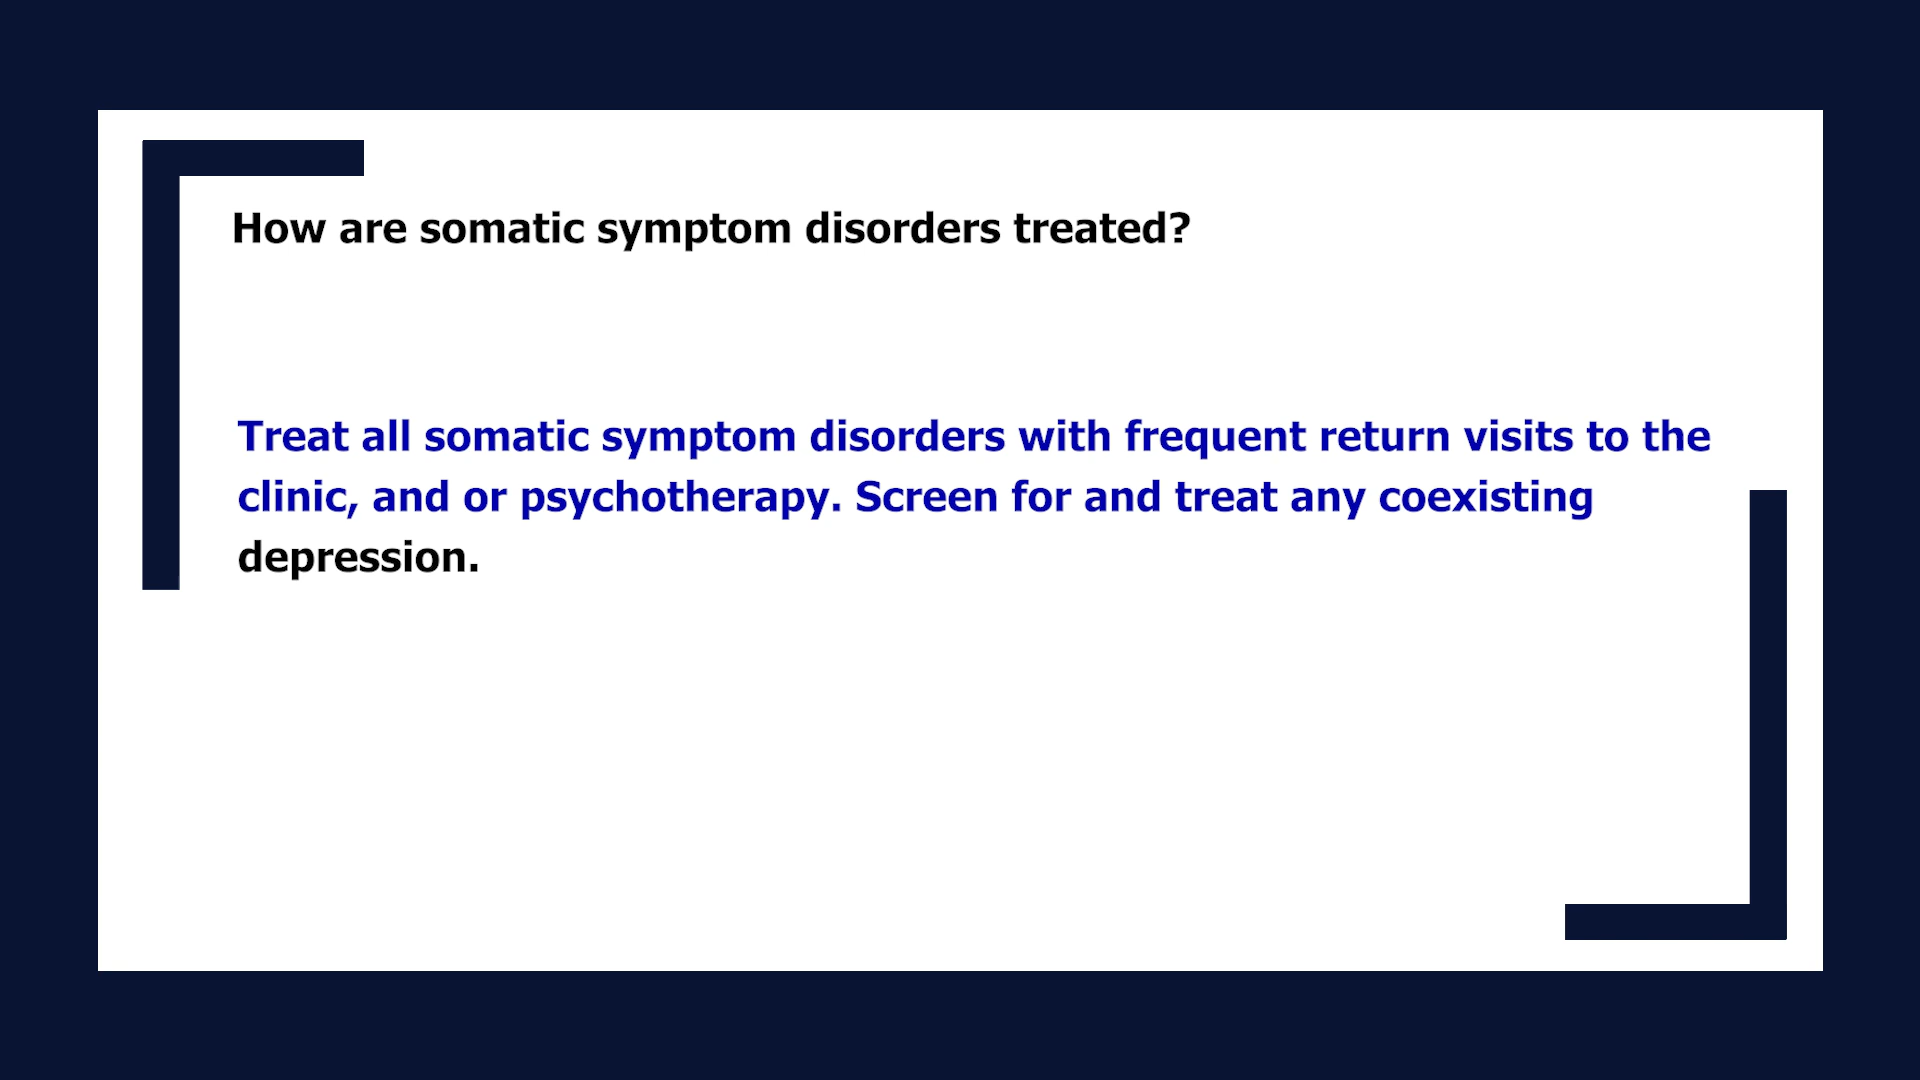 How are somatic symptom disorders treated?
Treat all somatic symptom disorders with frequent return visits to the
clinic, and or psychotherapy. Screen for and treat any coexisting
depression.